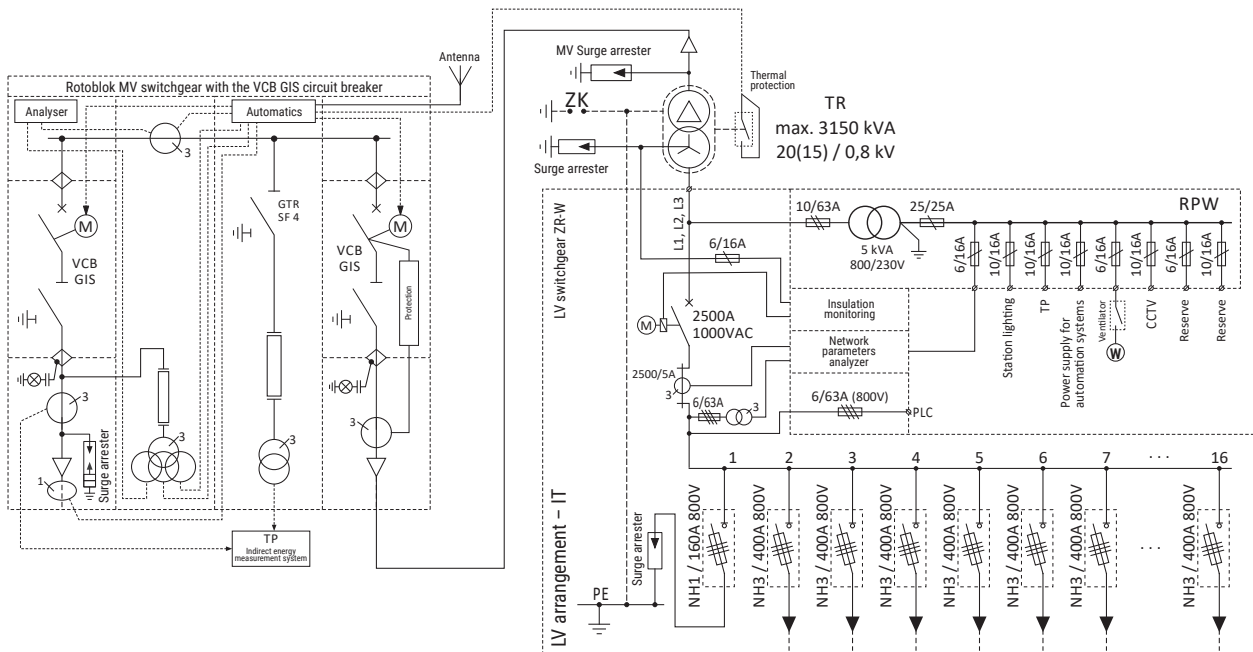 Rotoblok MV switchgear with the VCB GIS circuit breaker
Analyser
Automatics
Antenna
3
M
VCB
GIS
GTR
SF 4
M
VCB
GIS
Protection
3
3
3
3
1
Surge arrester
TP
Indirect energy
measurement system
MV Surge arrester
ZK
Surge arrester
Thermal
protection
TR
max. 3150 kVA
20(15) / 0,8 kV
LV switchgear ZR-W
L1, L2, L3
10/63A
5 kVA
800/230V
25/25A
RPW
6/16A
10/16A
10/16A
10/16A
6/16A
10/16A
6/16A
10/16A
Station lighting
TP
Power supply for
automation systems
Ventilator
W
CCTV
Reserve
Reserve
6/16A
M
2500A
1000VAC
Insulation
monitoring
Network
parameters
analyzer
2500/5A
3
6/63A
3
6/63A (800V)
PLC
1
2
3
4
5
6
7
· · ·
16
NH1 / 160A 800V
NH3 / 400A 800V
NH3 / 400A 800V
NH3 / 400A 800V
NH3 / 400A 800V
NH3 / 400A 800V
NH3 / 400A 800V
· · ·
NH3 / 400A 800V
Surge arrester
PE
LV arrangement – IT